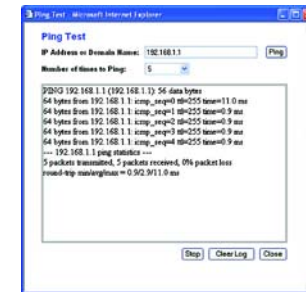 Ping Test - Microsoft Internet Explorer
Ping Test
IP Address or Domain Name: 192.168.1.1 Ping
Number of times to Ping: 5
PING 192.168.1.1 (192.168.1.1): 56 data bytes
64 bytes from 192.168.1.1: icmp_seq=0 ttl=255 time=11.0 ms
64 bytes from 192.168.1.1: icmp_seq=1 ttl=255 time=0.9 ms
64 bytes from 192.168.1.1: icmp_seq=2 ttl=255 time=0.9 ms
64 bytes from 192.168.1.1: icmp_seq=3 ttl=255 time=0.9 ms
64 bytes from 192.168.1.1: icmp_seq=4 ttl=255 time=0.9 ms
--- 192.168.1.1 ping statistics ---
5 packets transmitted, 5 packets received, 0% packet loss
round-trip min/avg/max = 0.9/2.9/11.0 ms
Stop Clear Log Close